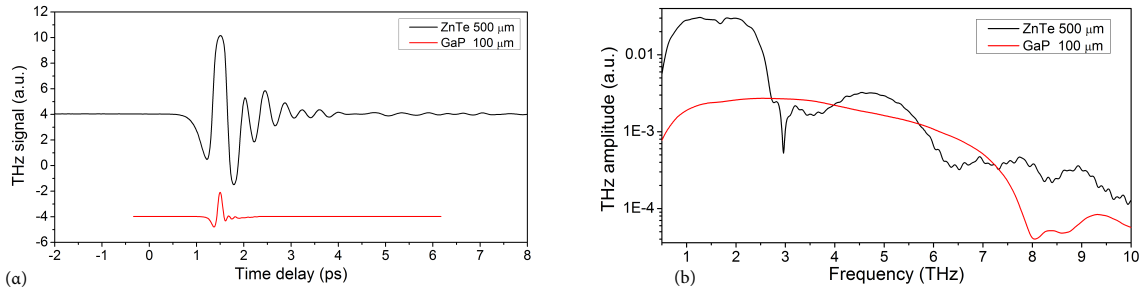 ZnTe 500 μm
GaP 100 μm
THz signal (a.u.)
12
10
8
6
4
2
0
-2
-4
-6
-2 -1 0 1 2 3 4 5 6 7 8
Time delay (ps)
(a)
ZnTe 500 μm
GaP 100 μm
THz amplitude (a.u.)
0.01
1E-3
1E-4
1 2 3 4 5 6 7 8 9 10
Frequency (THz)
(b)